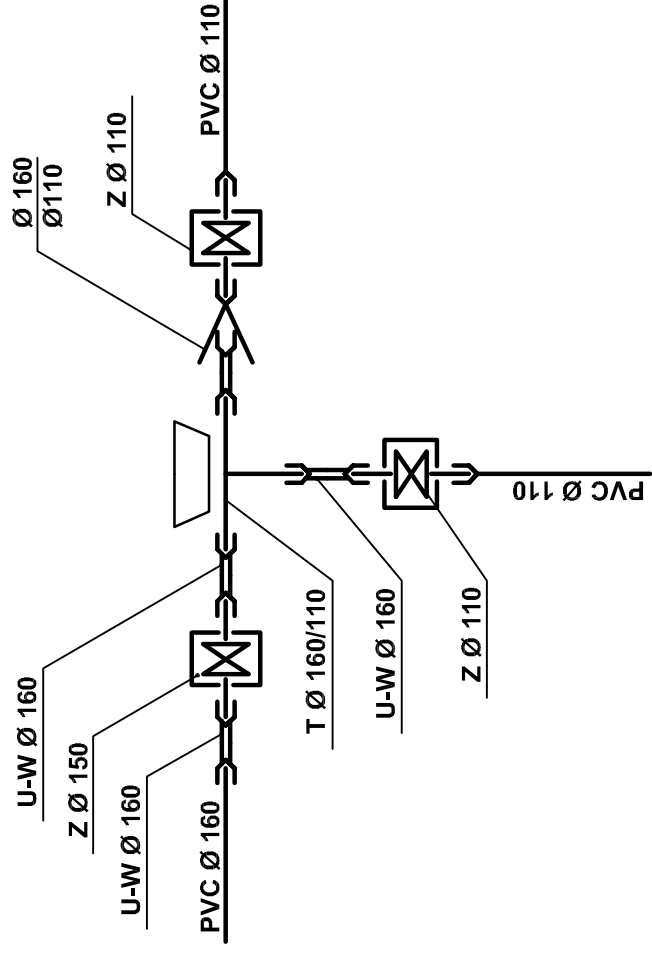 Ø 160
Ø110
Z Ø 110
PVC Ø 110
U-W Ø 160
Z Ø 150
U-W Ø 160
PVC Ø 160
T Ø 160/110
U-W Ø 160
Z Ø 110
PVC Ø 110